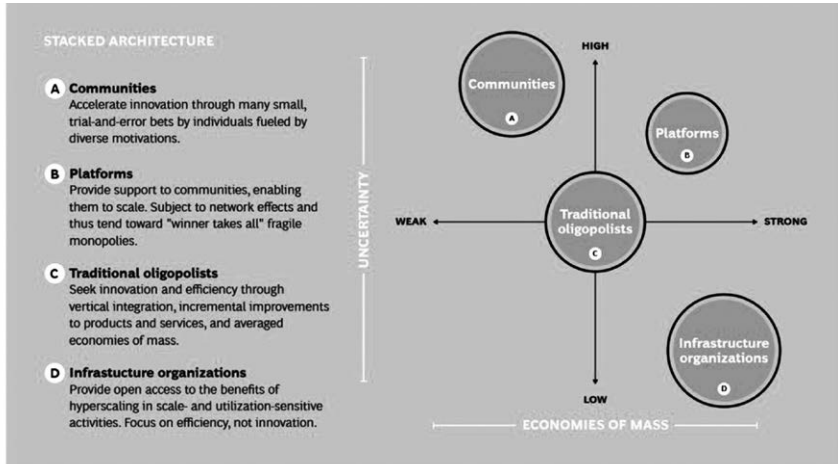 STACKED ARCHITECTURE
A Communities
Accelerate innovation through many small,
trial-and-error bets by individuals fueled by
diverse motivations.
B Platforms
Provide support to communities, enabling
them to scale. Subject to network effects and
thus tend toward "winner takes all" fragile
monopolies.
C Traditional oligopolists
Seek innovation and efficiency through
vertical integration, incremental improvements
to products and services, and averaged
economies of mass.
D Infrastucture organizations
Provide open access to the benefits of
hyperscaling in scale- and utilization-sensitive
activities. Focus on efficiency, not innovation.
UNCERTAINTY
HIGH
Communities
A
Platforms
B
WEAK
Traditional
oligopolists
C
STRONG
Infrastructure
organizations
D
LOW
ECONOMIES OF MASS